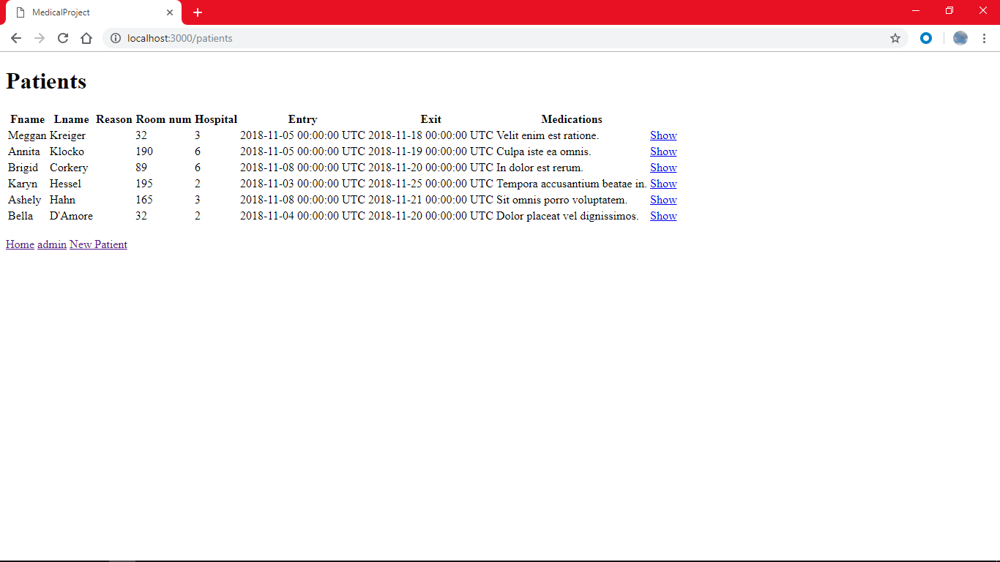 MedicalProject
localhost:3000/patients
Patients
Fname Lname Reason Room num Hospital Entry Exit Medications
Meggan Kreiger 32 3 2018-11-05 00:00:00 UTC 2018-11-18 00:00:00 UTC Velit enim est ratione. Show
Annita Klocko 190 6 2018-11-05 00:00:00 UTC 2018-11-19 00:00:00 UTC Culpa iste ea omnis. Show
Brigid Corkery 89 6 2018-11-08 00:00:00 UTC 2018-11-20 00:00:00 UTC In dolor est rerum. Show
Karyn Hessel 195 2 2018-11-03 00:00:00 UTC 2018-11-25 00:00:00 UTC Tempora accusantium beatae in. Show
Ashely Hahn 165 3 2018-11-08 00:00:00 UTC 2018-11-21 00:00:00 UTC Sit omnis porro voluptatem. Show
Bella D'Amore 32 2 2018-11-04 00:00:00 UTC 2018-11-20 00:00:00 UTC Dolor placeat vel dignissimos. Show
Home admin New Patient